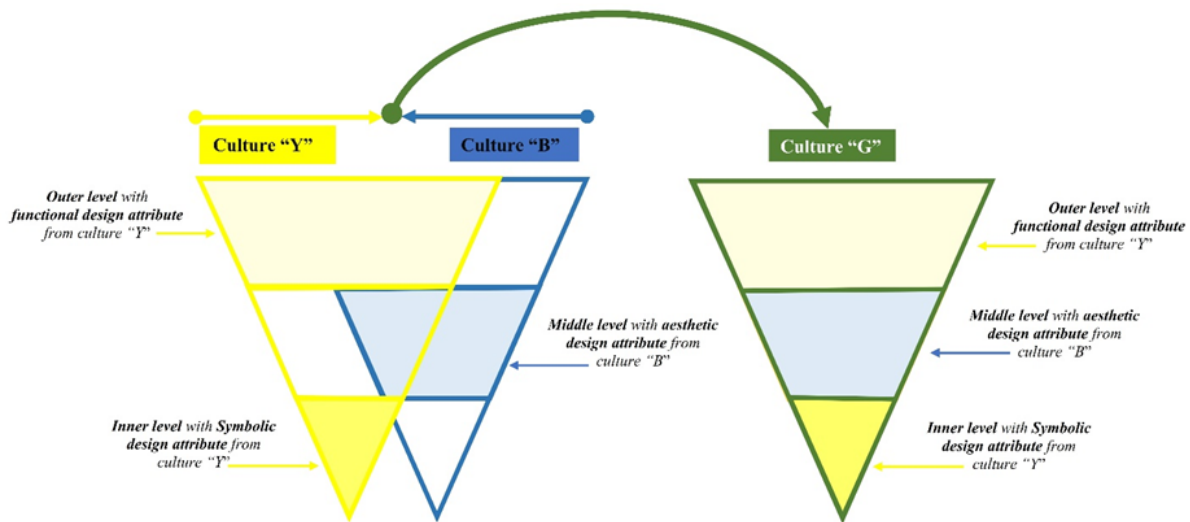 Culture “Y”
Culture “B”
Culture “G”
Outer level with
functional design attribute
from culture “Y”
Middle level with aesthetic
design attribute from
culture “B”
Inner level with Symbolic
design attribute from
culture “Y”
Outer level with
functional design attribute
from culture “Y”
Middle level with aesthetic
design attribute from
culture “B”
Inner level with Symbolic
design attribute from
culture “Y”